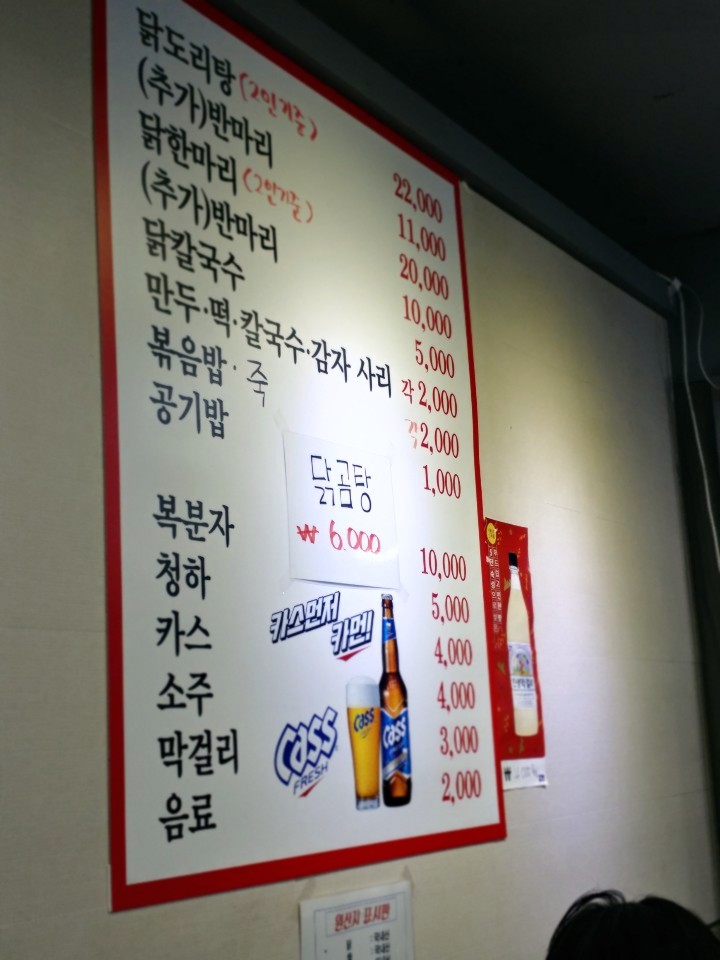 닭도리탕 (2인기준) 22,000
(추가)반마리 11,000
닭한마리 (2인기준) 20,000
(추가)반마리 10,000
닭칼국수 5,000
만두·떡·칼국수·감자 사리 각 2,000
볶음밥·죽 각 2,000
공기밥 1,000
닭곰탕
₩ 6.000
복분자 10,000
청하 5,000
카스 4,000
소주 4,000
막걸리 3,000
음료 2,000
카스먼저
카멘!
Cass
FRESH
Cass
Cass
원산지 표시판